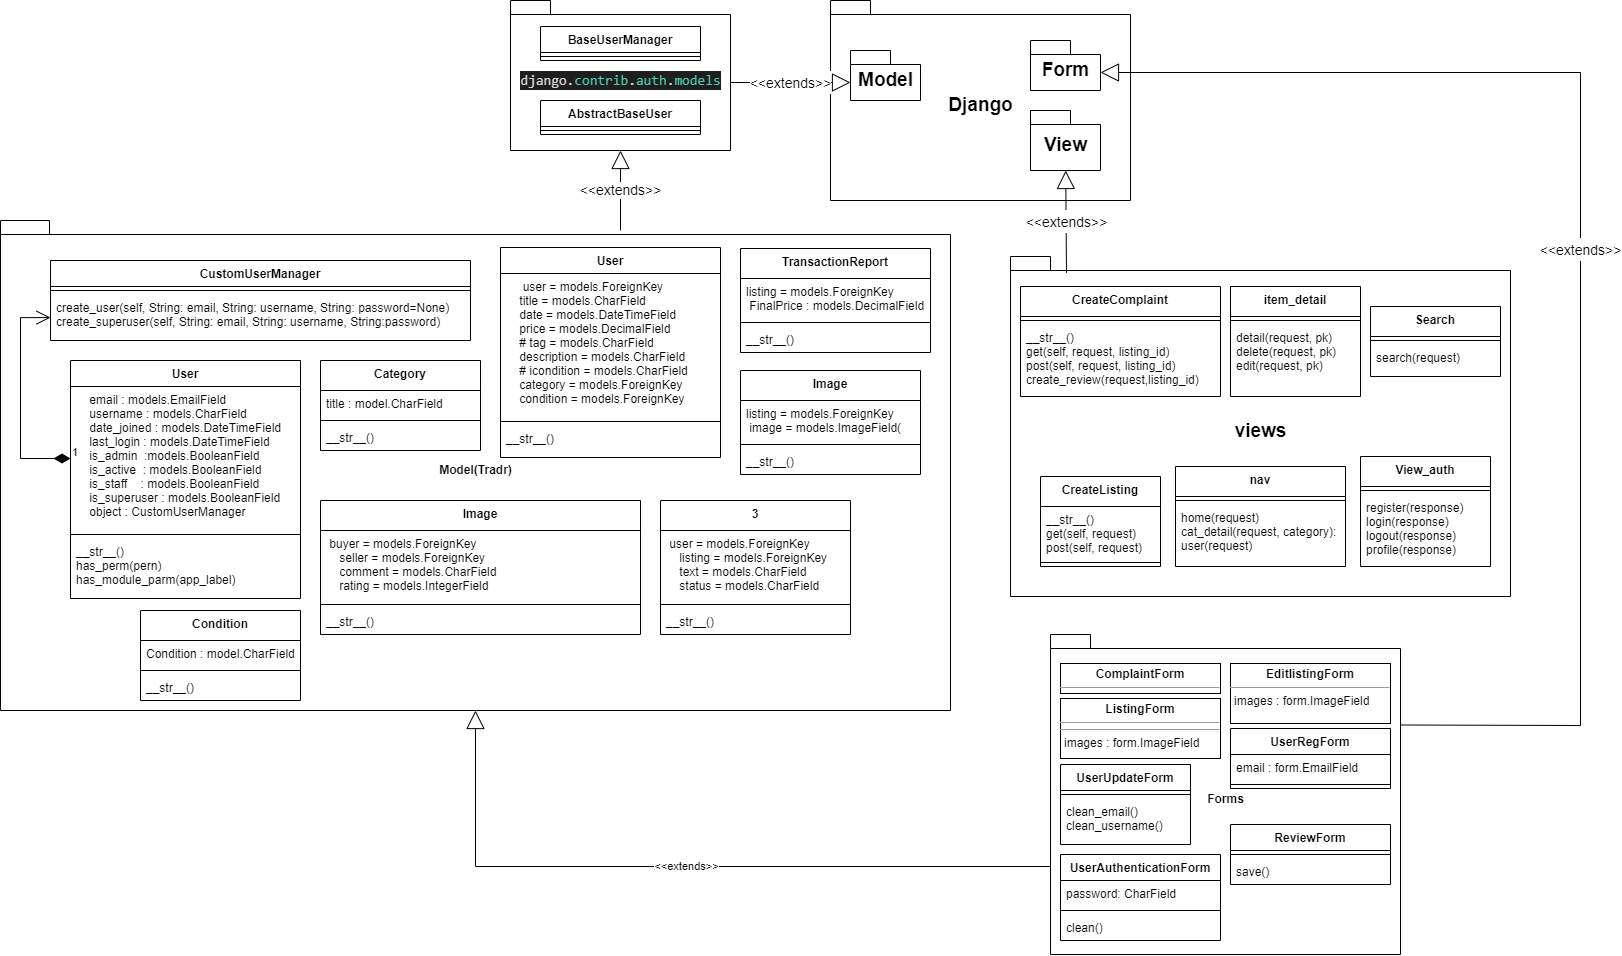 BaseUserManager
django.contrib.auth.models
AbstractBaseUser
<<extends>>
Model
Django
Form
View
<<extends>>
<<extends>>
<<extends>>
CustomUserManager
create_user(self, String: email, String: username, String: password=None)
create_superuser(self, String: email, String: username, String:password)
User
user = models.ForeignKey
title = models.CharField
date = models.DateTimeField
price = models.DecimalField
# tag = models.CharField
description = models.CharField
# icondition = models.CharField
category = models.ForeignKey
condition = models.ForeignKey
__str__()
TransactionReport
listing = models.ForeignKey
FinalPrice : models.DecimalField
__str__()
User
email : models.EmailField
username : models.CharField
date_joined : models.DateTimeField
last_login : models.DateTimeField
is_admin  :models.BooleanField
is_active  : models.BooleanField
is_staff    : models.BooleanField
is_superuser : models.BooleanField
object : CustomUserManager
__str__()
has_perm(pern)
has_module_parm(app_label)
1
Category
title : model.CharField
__str__()
Image
listing = models.ForeignKey
image = models.ImageField(
__str__()
Model(Tradr)
Image
buyer = models.ForeignKey
seller = models.ForeignKey
comment = models.CharField
rating = models.IntegerField
__str__()
3
user = models.ForeignKey
listing = models.ForeignKey
text = models.CharField
status = models.CharField
__str__()
Condition
Condition : model.CharField
__str__()
CreateComplaint
__str__()
get(self, request, listing_id)
post(self, request, listing_id)
create_review(request,listing_id)
item_detail
detail(request, pk)
delete(request, pk)
edit(request, pk)
Search
search(request)
views
CreateListing
__str__()
get(self, request)
post(self, request)
nav
home(request)
cat_detail(request, category):
user(request)
View_auth
register(response)
login(response)
logout(response)
profile(response)
ComplaintForm
ListingForm
images : form.ImageField
EditlistingForm
images : form.ImageField
UserRegForm
email : form.EmailField
UserUpdateForm
clean_email()
clean_username()
Forms
ReviewForm
save()
UserAuthenticationForm
password: CharField
clean()
<<extends>>